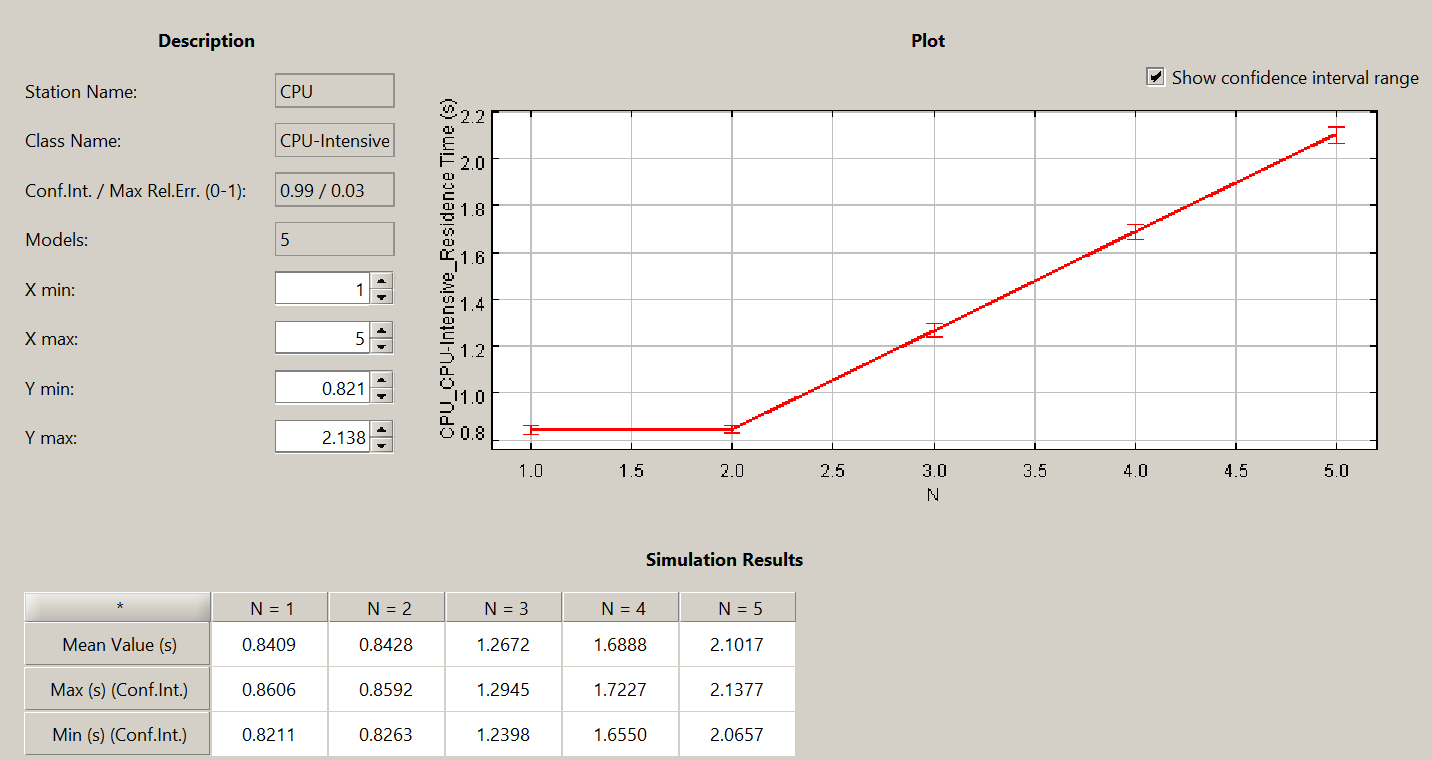 Description
Station Name: CPU
Class Name: CPU-Intensive
Conf.Int. / Max Rel.Err. (0-1): 0.99 / 0.03
Models: 5
X min: 1
X max: 5
Y min: 0.821
Y max: 2.138
Plot
Show confidence interval range
CPU_CPU-Intensive_Residence Time (s)
2.2
2.0
1.8
1.6
1.4
1.2
1.0
0.8
1.0 1.5 2.0 2.5 3.0 3.5 4.0 4.5 5.0
N
Simulation Results
* N = 1 N = 2 N = 3 N = 4 N = 5
Mean Value (s) 0.8409 0.8428 1.2672 1.6888 2.1017
Max (s) (Conf.Int.) 0.8606 0.8592 1.2945 1.7227 2.1377
Min (s) (Conf.Int.) 0.8211 0.8263 1.2398 1.6550 2.0657